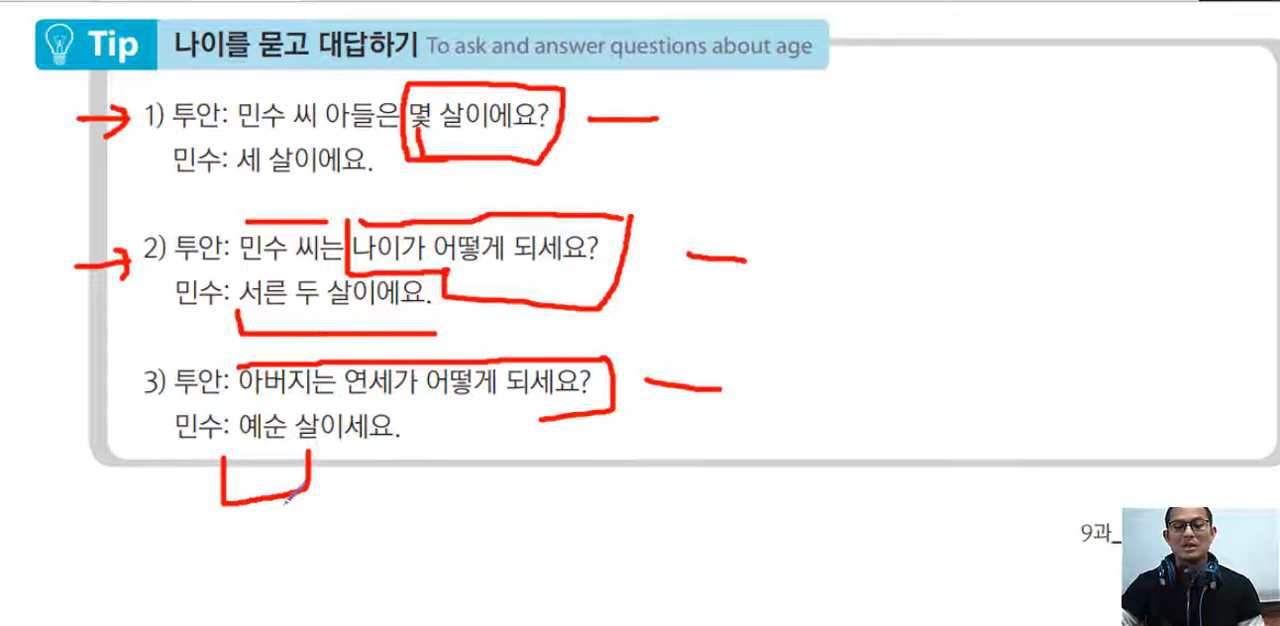 Tip 나이를 묻고 대답하기 To ask and answer questions about age
1) 투안: 민수 씨 아들은 몇 살이에요?
민수: 세 살이에요.
2) 투안: 민수 씨는 나이가 어떻게 되세요?
민수: 서른 두 살이에요.
3) 투안: 아버지는 연세가 어떻게 되세요?
민수: 예순 살이세요.
9과_